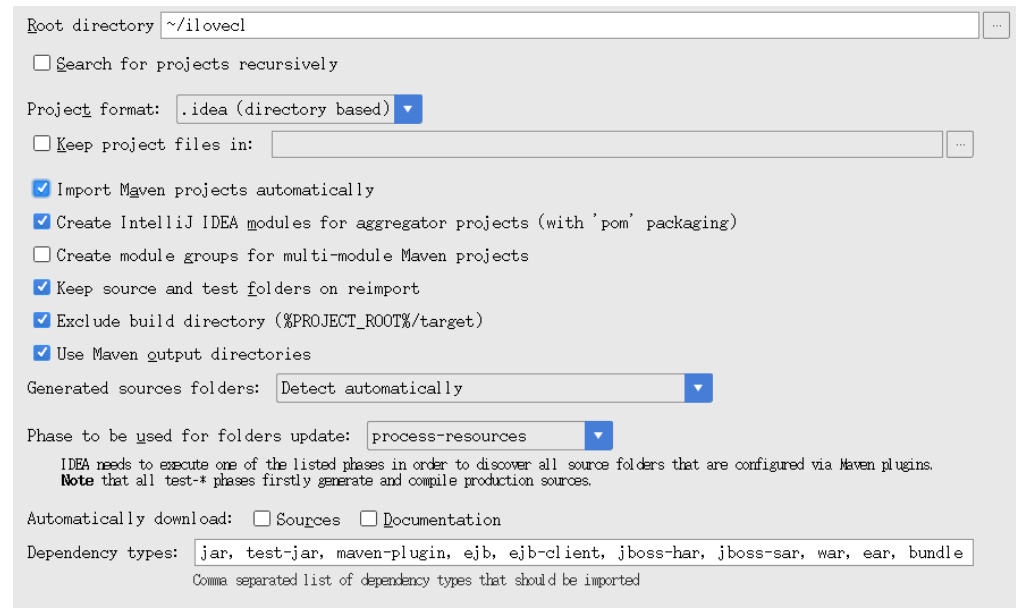 Root directory ~/ilovecl ...
Search for projects recursively
Project format: .idea (directory based)
Keep project files in: ...
Import Maven projects automatically
Create IntelliJ IDEA modules for aggregator projects (with 'pom' packaging)
Create module groups for multi-module Maven projects
Keep source and test folders on reimport
Exclude build directory (%PROJECT_ROOT%/target)
Use Maven output directories
Generated sources folders: Detect automatically
Phase to be used for folders update: process-resources
IDEA needs to execute one of the listed phases in order to discover all source folders that are configured via Maven plugins.
Note that all test-* phases firstly generate and compile production sources.
Automatically download: Sources Documentation
Dependency types: jar, test-jar, maven-plugin, ejb, ejb-client, jboss-har, jboss-sar, war, ear, bundle
Comma separated list of dependency types that should be imported